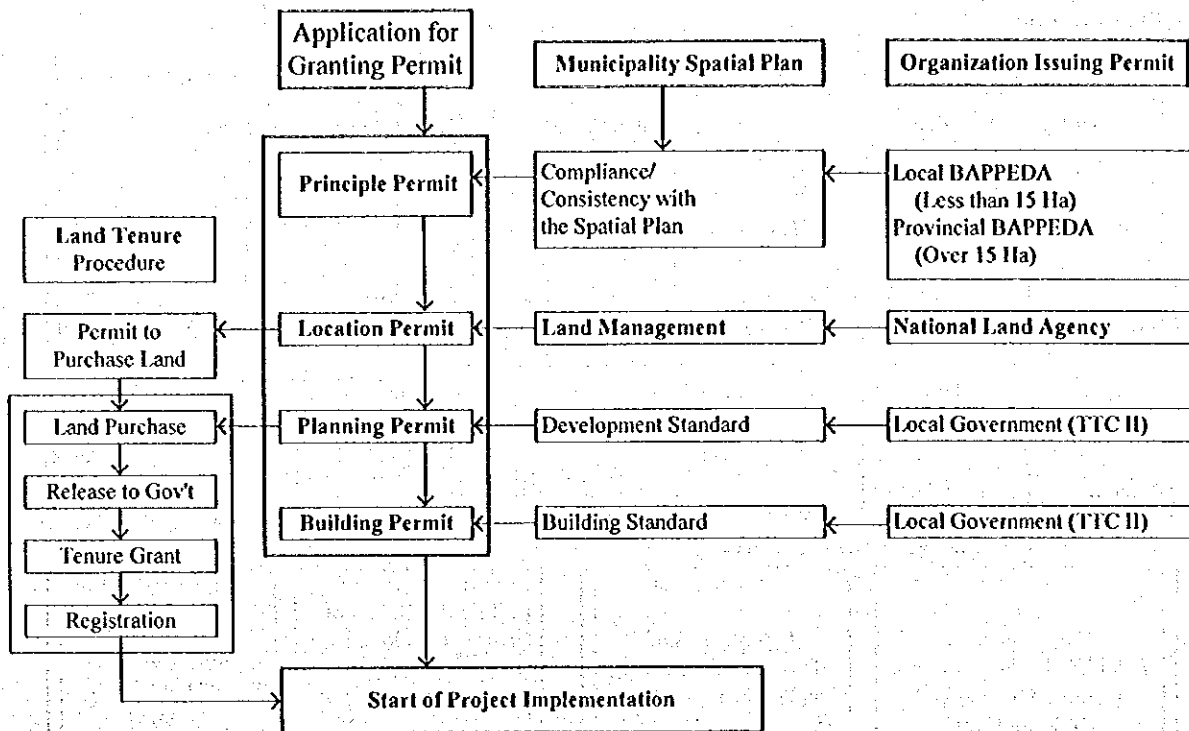 Application for
Granting Permit
Municipality Spatial Plan
Organization Issuing Permit
Principle Permit
Compliance/
Consistency with
the Spatial Plan
Local BAPPEDA
(Less than 15 Ha)
Provincial BAPPEDA
(Over 15 Ha)
Land Tenure
Procedure
Permit to
Purchase Land
Location Permit
Land Management
National Land Agency
Land Purchase
Planning Permit
Development Standard
Local Government (TTC II)
Release to Gov't
Building Permit
Building Standard
Local Government (TTC II)
Tenure Grant
Registration
Start of Project Implementation